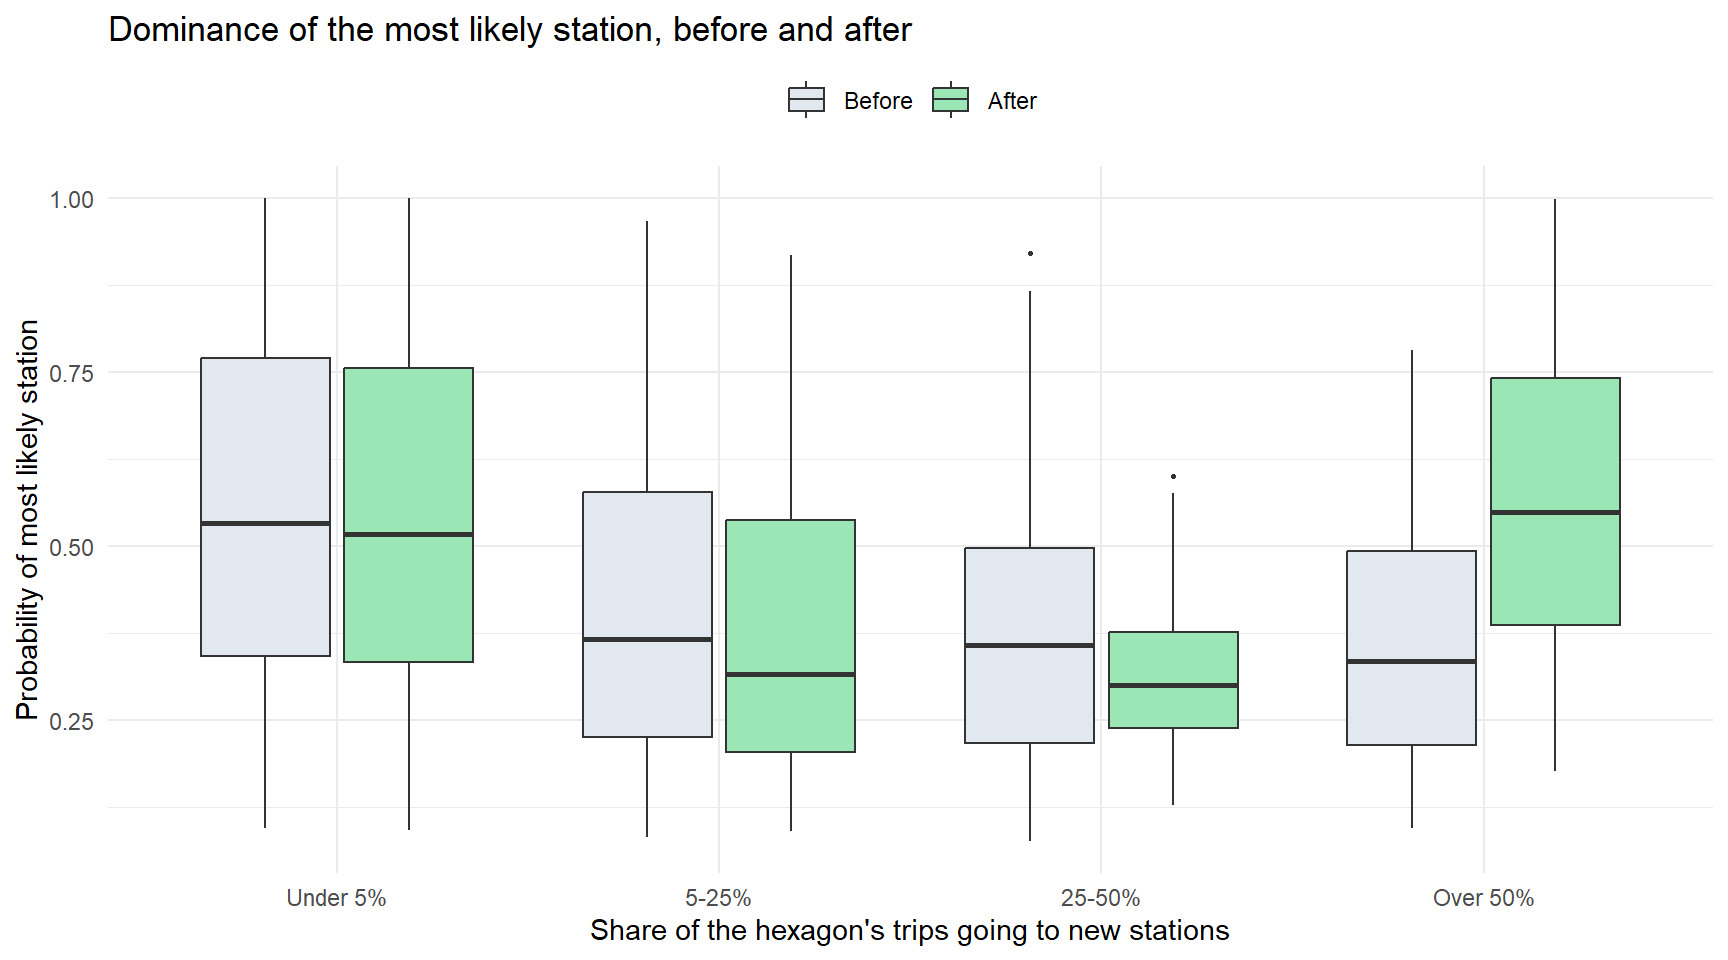 Dominance of the most likely station, before and after
Before After
Probability of most likely station
1.00
0.75
0.50
0.25
Under 5% 5-25% 25-50% Over 50%
Share of the hexagon's trips going to new stations